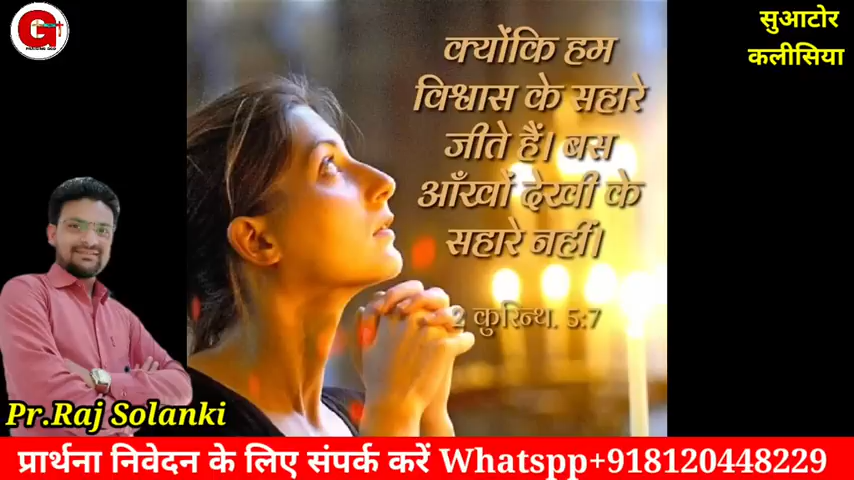 सुआटोर
कलीसिया
क्योंकि हम
विश्वास के सहारे
जीते हैं। बस
आँखों देखी के
सहारे नहीं।
2 कुरिन्थ. 5:7
Pr.Raj Solanki
प्रार्थना निवेदन के लिए संपर्क करें Whatspp+918120448229